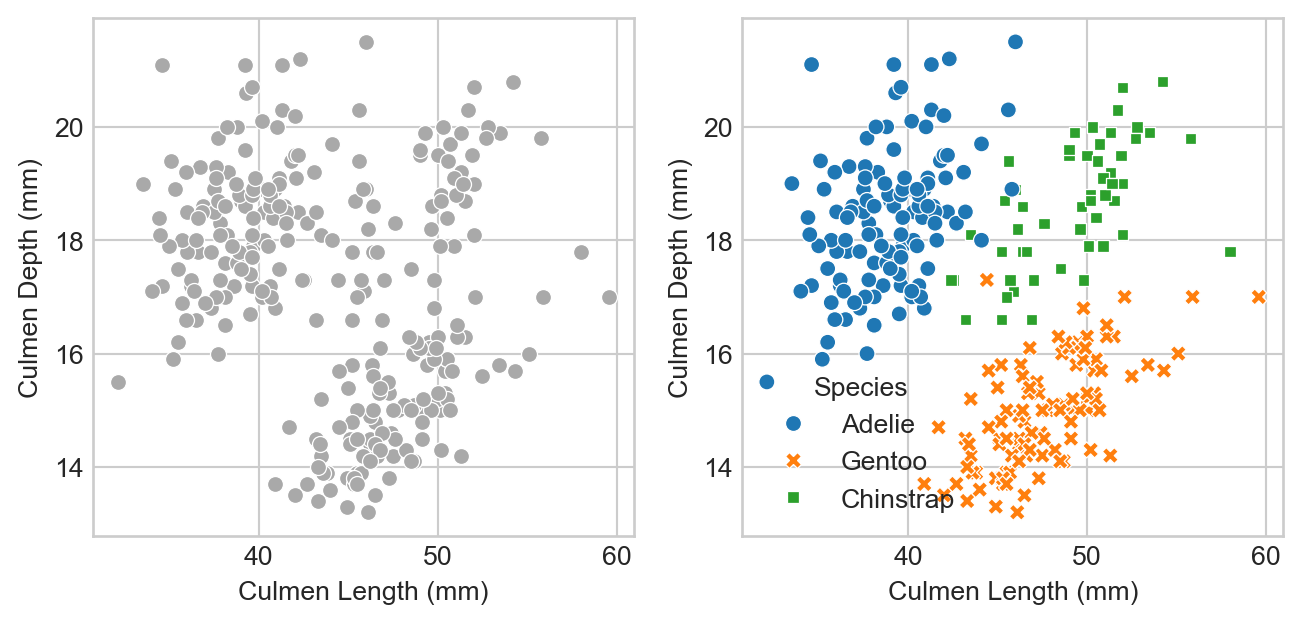 20
18
16
14
Culmen Depth (mm)
40
50
60
Culmen Length (mm)
20
18
16
14
Culmen Depth (mm)
Species
Adelie
Gentoo
Chinstrap
40
50
60
Culmen Length (mm)